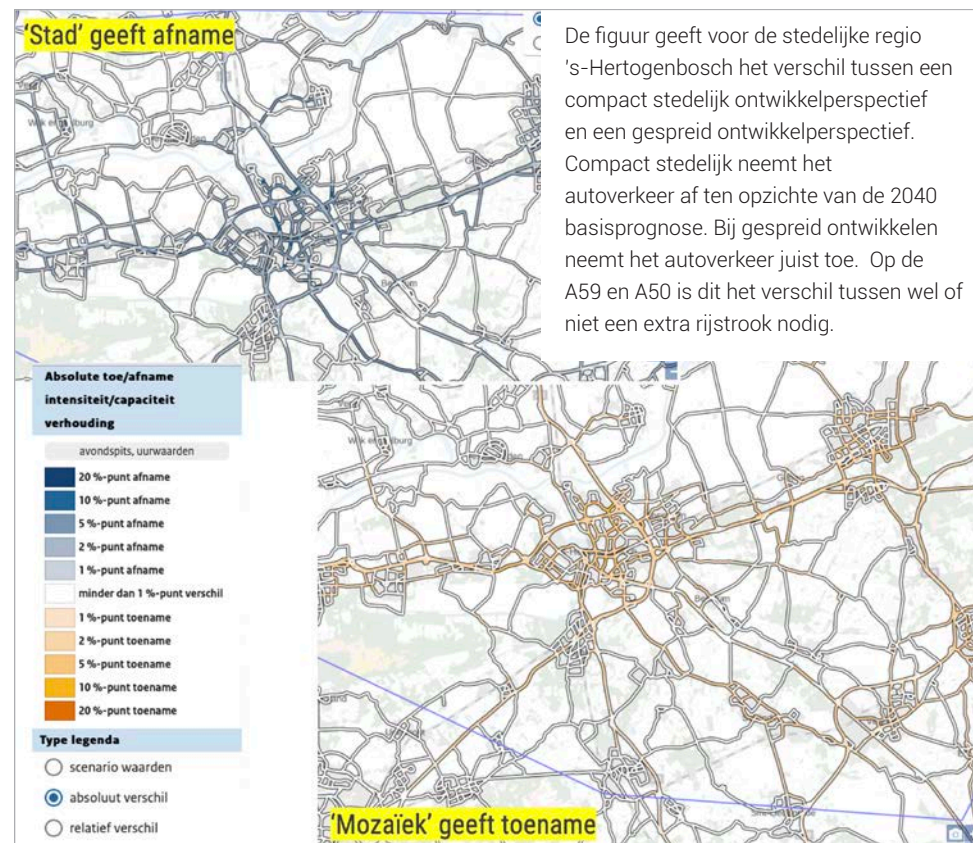 'Stad' geeft afname
De figuur geeft voor de stedelijke regio
's-Hertogenbosch het verschil tussen een
compact stedelijk ontwikkelperspectief
en een gespreid ontwikkelperspectief.
Compact stedelijk neemt het
autoverkeer af ten opzichte van de 2040
basisprognose. Bij gespreid ontwikkelen
neemt het autoverkeer juist toe.  Op de
A59 en A50 is dit het verschil tussen wel of
niet een extra rijstrook nodig.
Absolute toe/afname
intensiteit/capaciteit
verhouding
avondspits, uurwaarden
20 %-punt afname
10 %-punt afname
5 %-punt afname
2 %-punt afname
1 %-punt afname
minder dan 1 %-punt verschil
1 %-punt toename
2 %-punt toename
5 %-punt toename
10 %-punt toename
20 %-punt toename
Type legenda
scenario waarden
absoluut verschil
relatief verschil
'Mozaïek' geeft toename